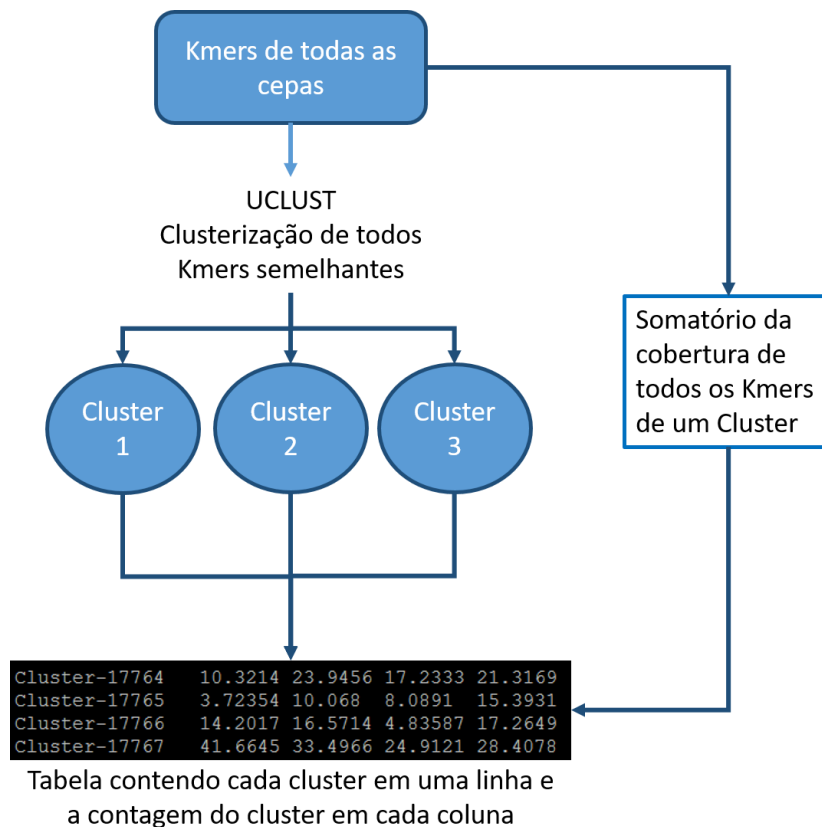 Kmers de todas as
cepas
UCLUST
Clusterização de todos
Kmers semelhantes
Somatório da
cobertura de
todos os Kmers
de um Cluster
Cluster
1
Cluster
2
Cluster
3
Cluster-17764 10.3214 23.9456 17.2333 21.3169
Cluster-17765 3.72354 10.068 8.0891 15.3931
Cluster-17766 14.2017 16.5714 4.83587 17.2649
Cluster-17767 41.6645 33.4966 24.9121 28.4078
Tabela contendo cada cluster em uma linha e
a contagem do cluster em cada coluna